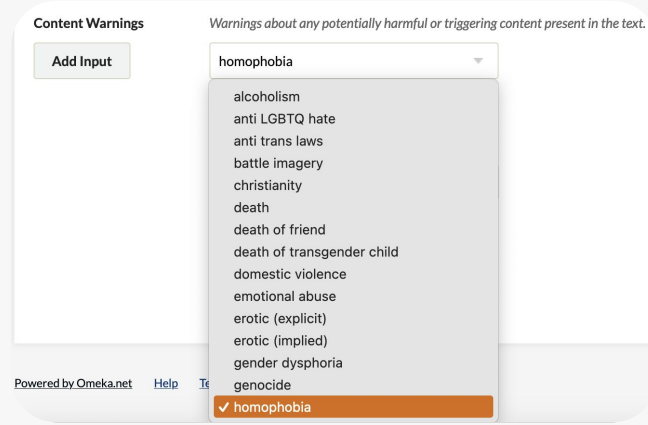 Content Warnings
Warnings about any potentially harmful or triggering content present in the text.
Add Input
homophobia
alcoholism
anti LGBTQ hate
anti trans laws
battle imagery
christianity
death
death of friend
death of transgender child
domestic violence
emotional abuse
erotic (explicit)
erotic (implied)
gender dysphoria
genocide
✓ homophobia
Powered by Omeka.net Help